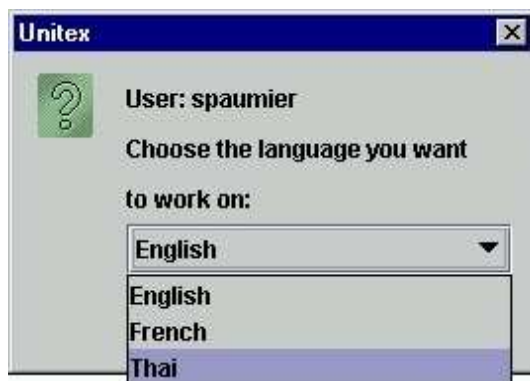 Unitex
User: spaumier
Choose the language you want
to work on:
English
English
French
Thai